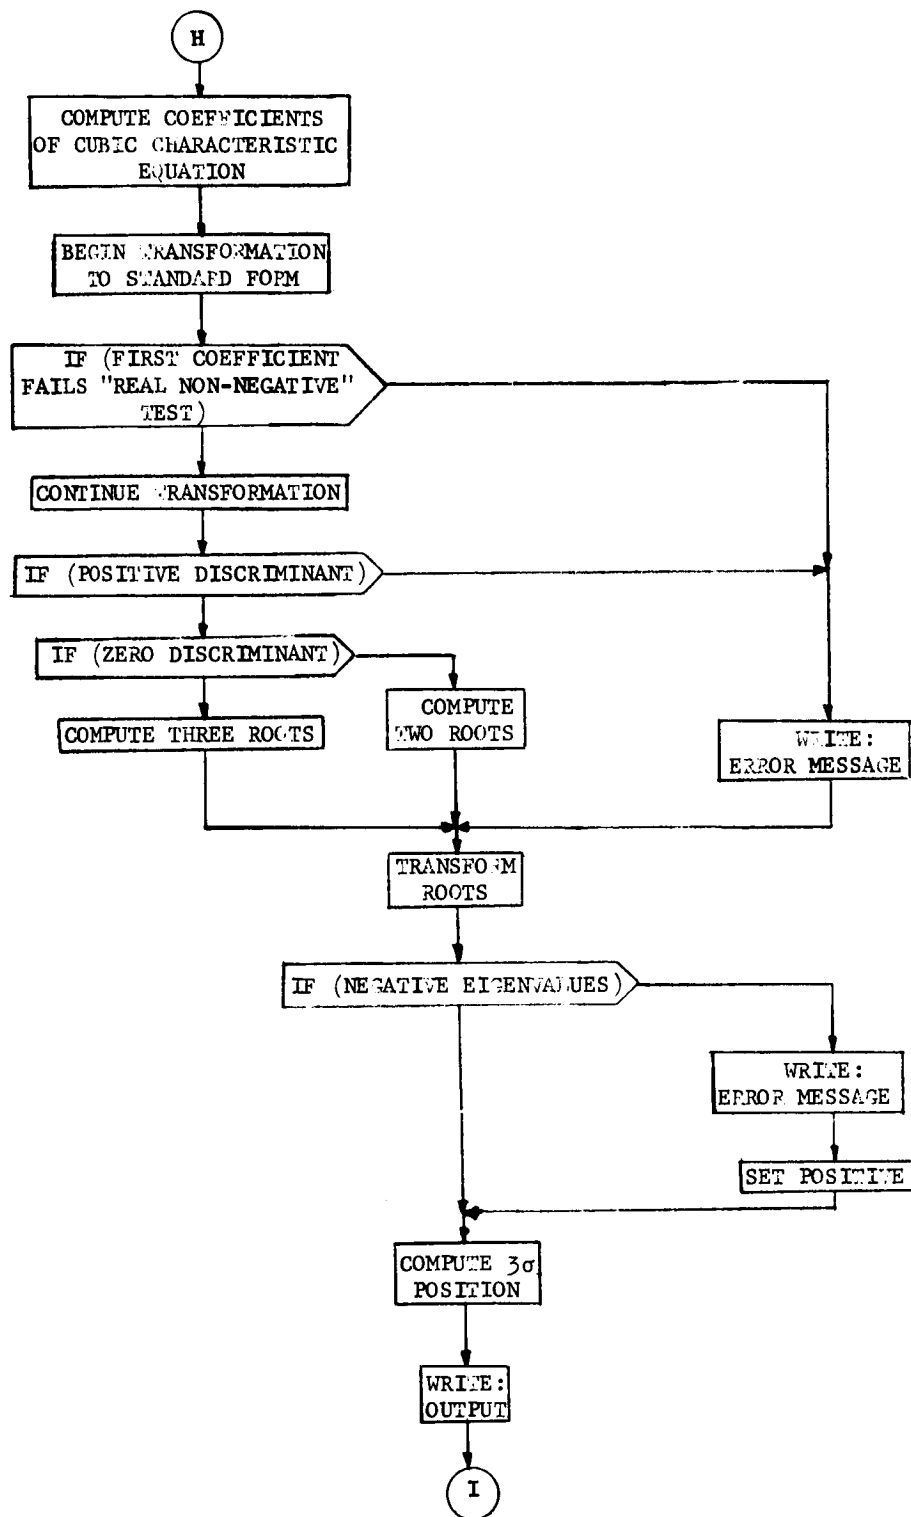 H
COMPUTE COEFFICIENTS
OF CUBIC CHARACTERISTIC
EQUATION
BEGIN TRANSFORMATION
TO STANDARD FORM
IF (FIRST COEFFICIENT
FAILS "REAL NON-NEGATIVE"
TEST)
CONTINUE TRANSFORMATION
IF (POSITIVE DISCRIMINANT)
IF (ZERO DISCRIMINANT)
COMPUTE THREE ROOTS
COMPUTE
TWO ROOTS
WRITE:
ERROR MESSAGE
TRANSFORM
ROOTS
IF (NEGATIVE EIGENVALUES)
WRITE:
ERROR MESSAGE
SET POSITIVE
COMPUTE 3σ
POSITION
WRITE:
OUTPUT
I